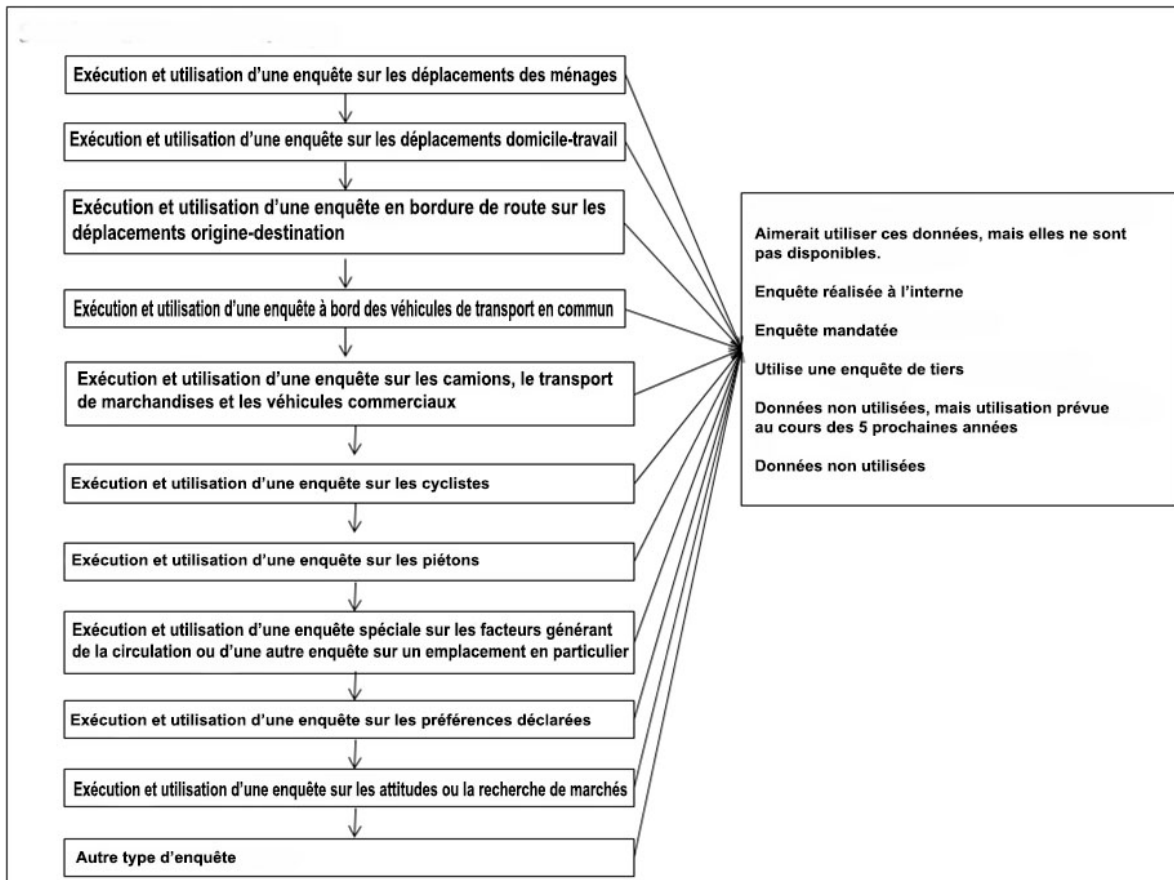 Exécution et utilisation d’une enquête sur les déplacements des ménages
Exécution et utilisation d’une enquête sur les déplacements domicile-travail
Exécution et utilisation d’une enquête en bordure de route sur les
déplacements origine-destination
Exécution et utilisation d’une enquête à bord des véhicules de transport en commun
Exécution et utilisation d’une enquête sur les camions, le transport
de marchandises et les véhicules commerciaux
Exécution et utilisation d’une enquête sur les cyclistes
Exécution et utilisation d’une enquête sur les piétons
Exécution et utilisation d’une enquête spéciale sur les facteurs générant
de la circulation ou d’une autre enquête sur un emplacement en particulier
Exécution et utilisation d’une enquête sur les préférences déclarées
Exécution et utilisation d’une enquête sur les attitudes ou la recherche de marchés
Autre type d’enquête
Aimerait utiliser ces données, mais elles ne sont
pas disponibles.
Enquête réalisée à l’interne
Enquête mandatée
Utilise une enquête de tiers
Données non utilisées, mais utilisation prévue
au cours des 5 prochaines années
Données non utilisées